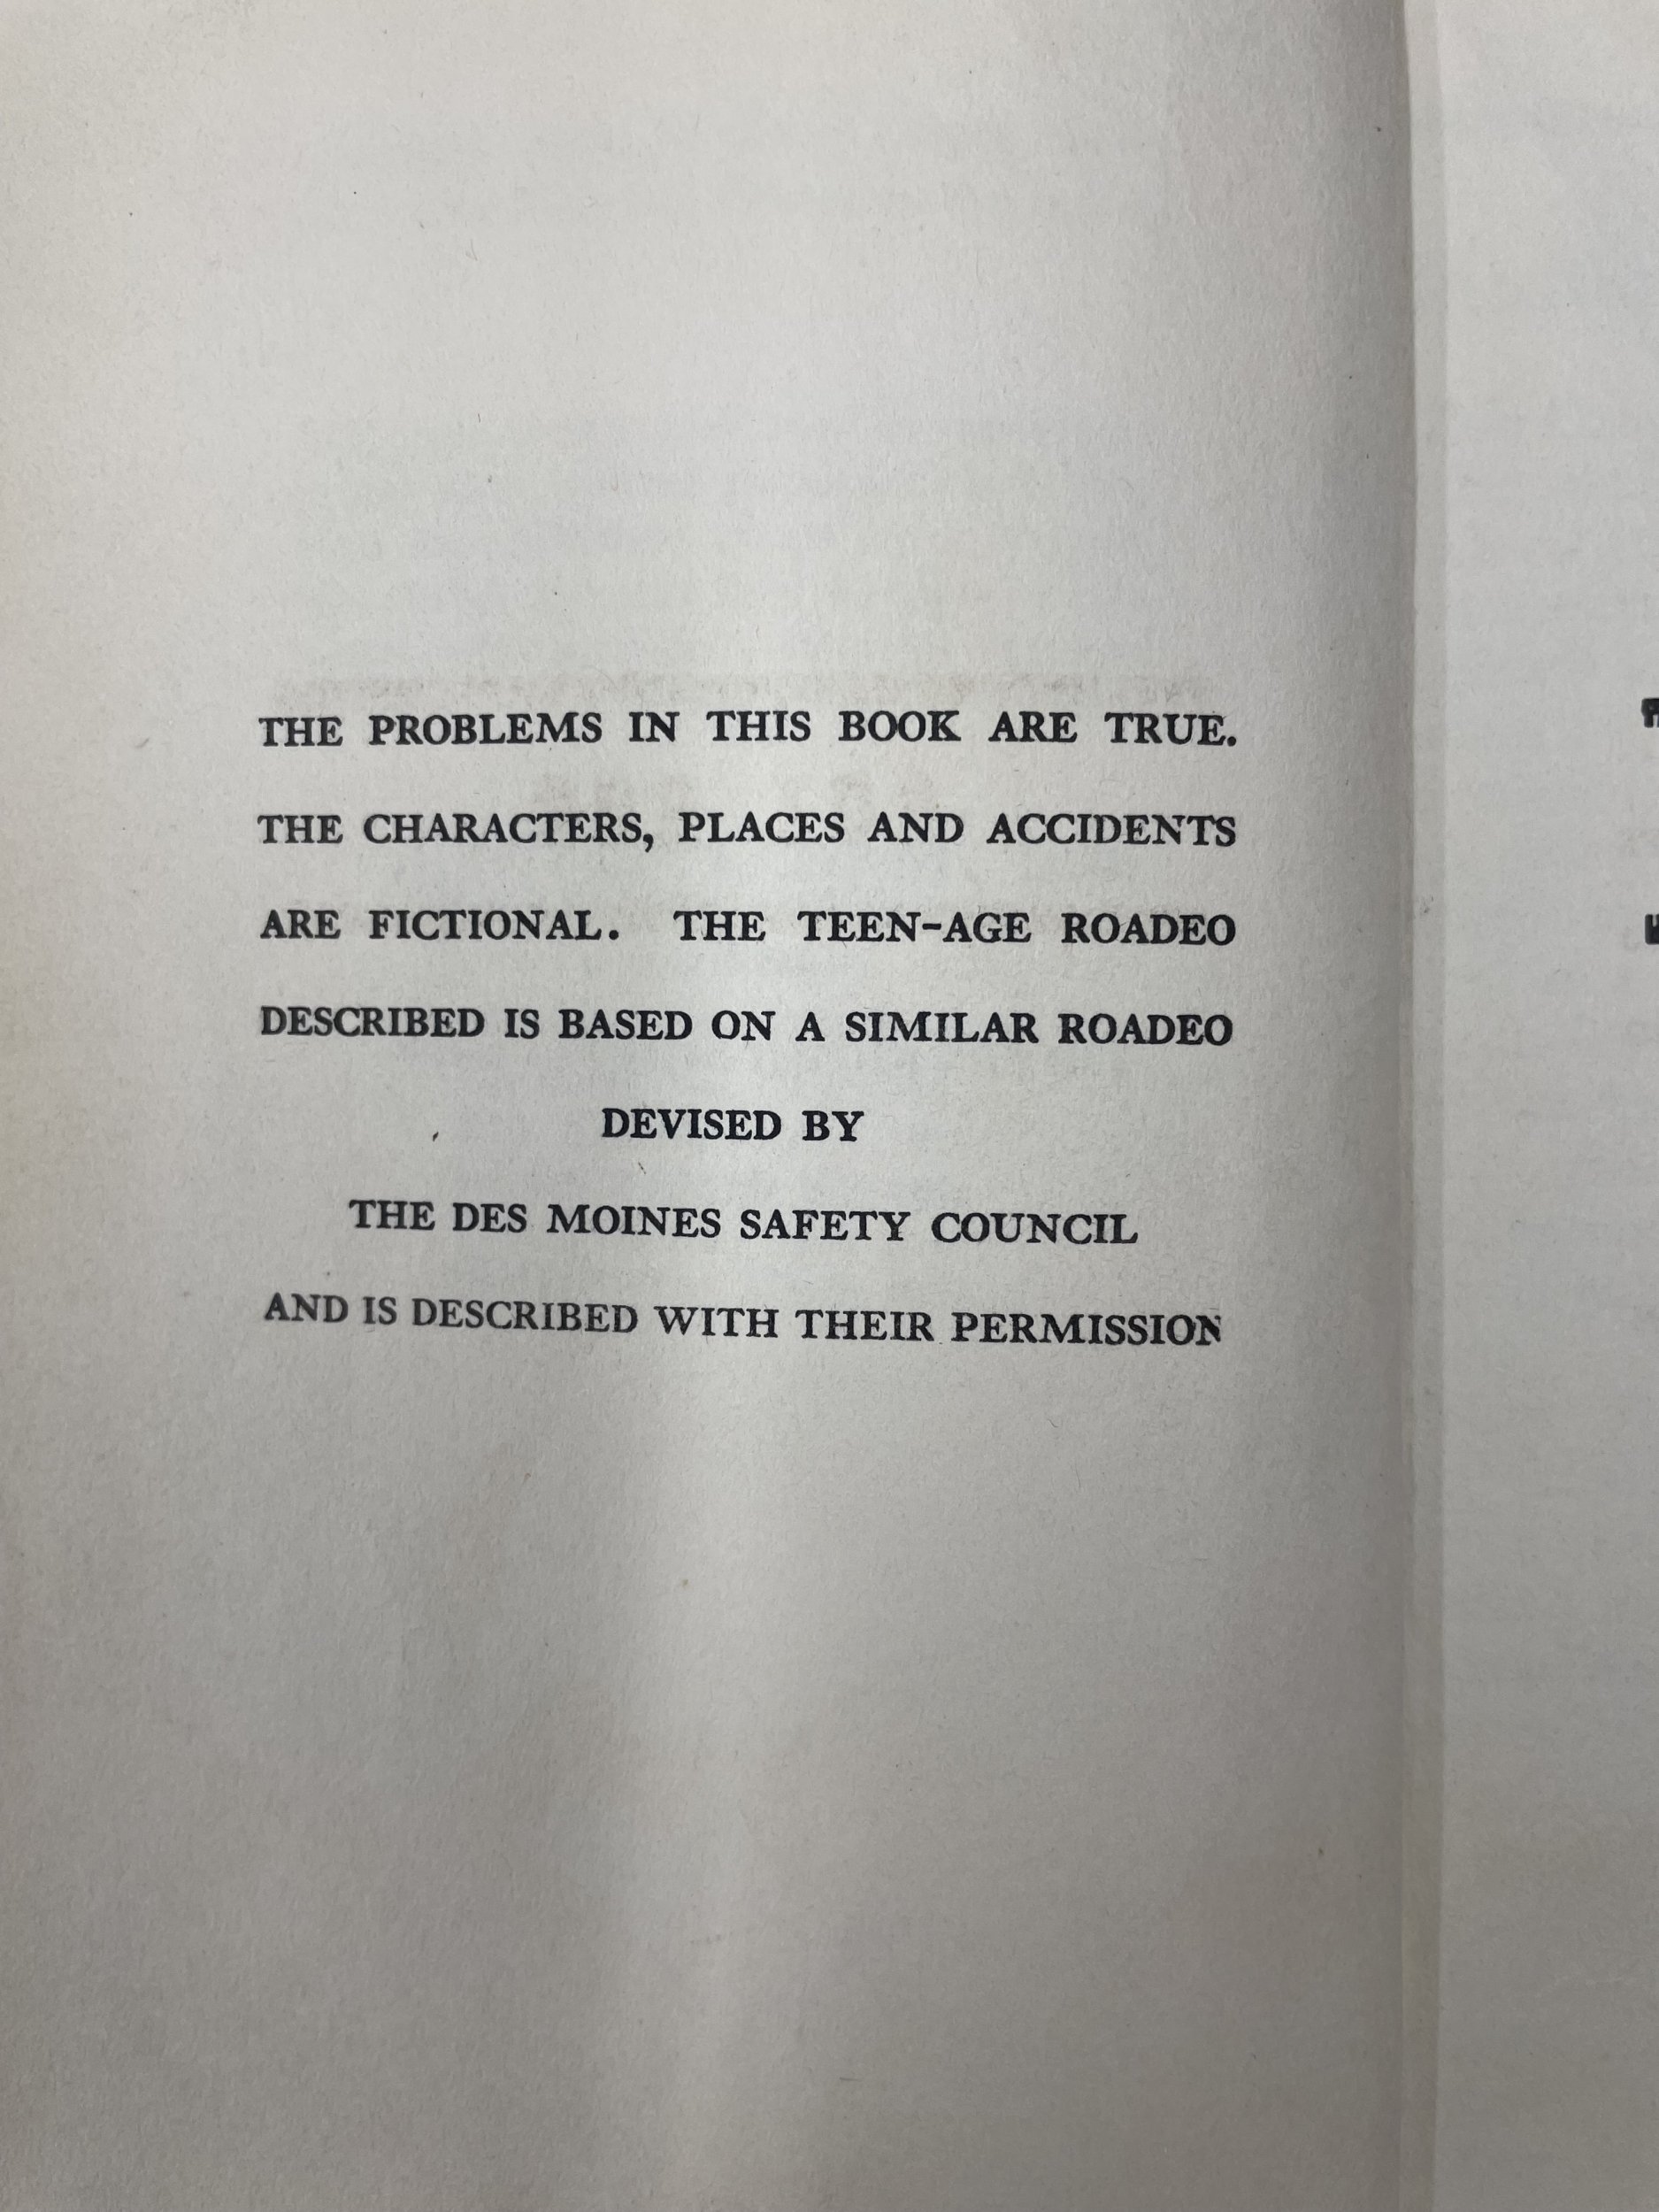 THE PROBLEMS IN THIS BOOK ARE TRUE.
THE CHARACTERS, PLACES AND ACCIDENTS
ARE FICTIONAL. THE TEEN-AGE ROADEO
DESCRIBED IS BASED ON A SIMILAR ROADEO
DEVISED BY
THE DES MOINES SAFETY COUNCIL
AND IS DESCRIBED WITH THEIR PERMISSION